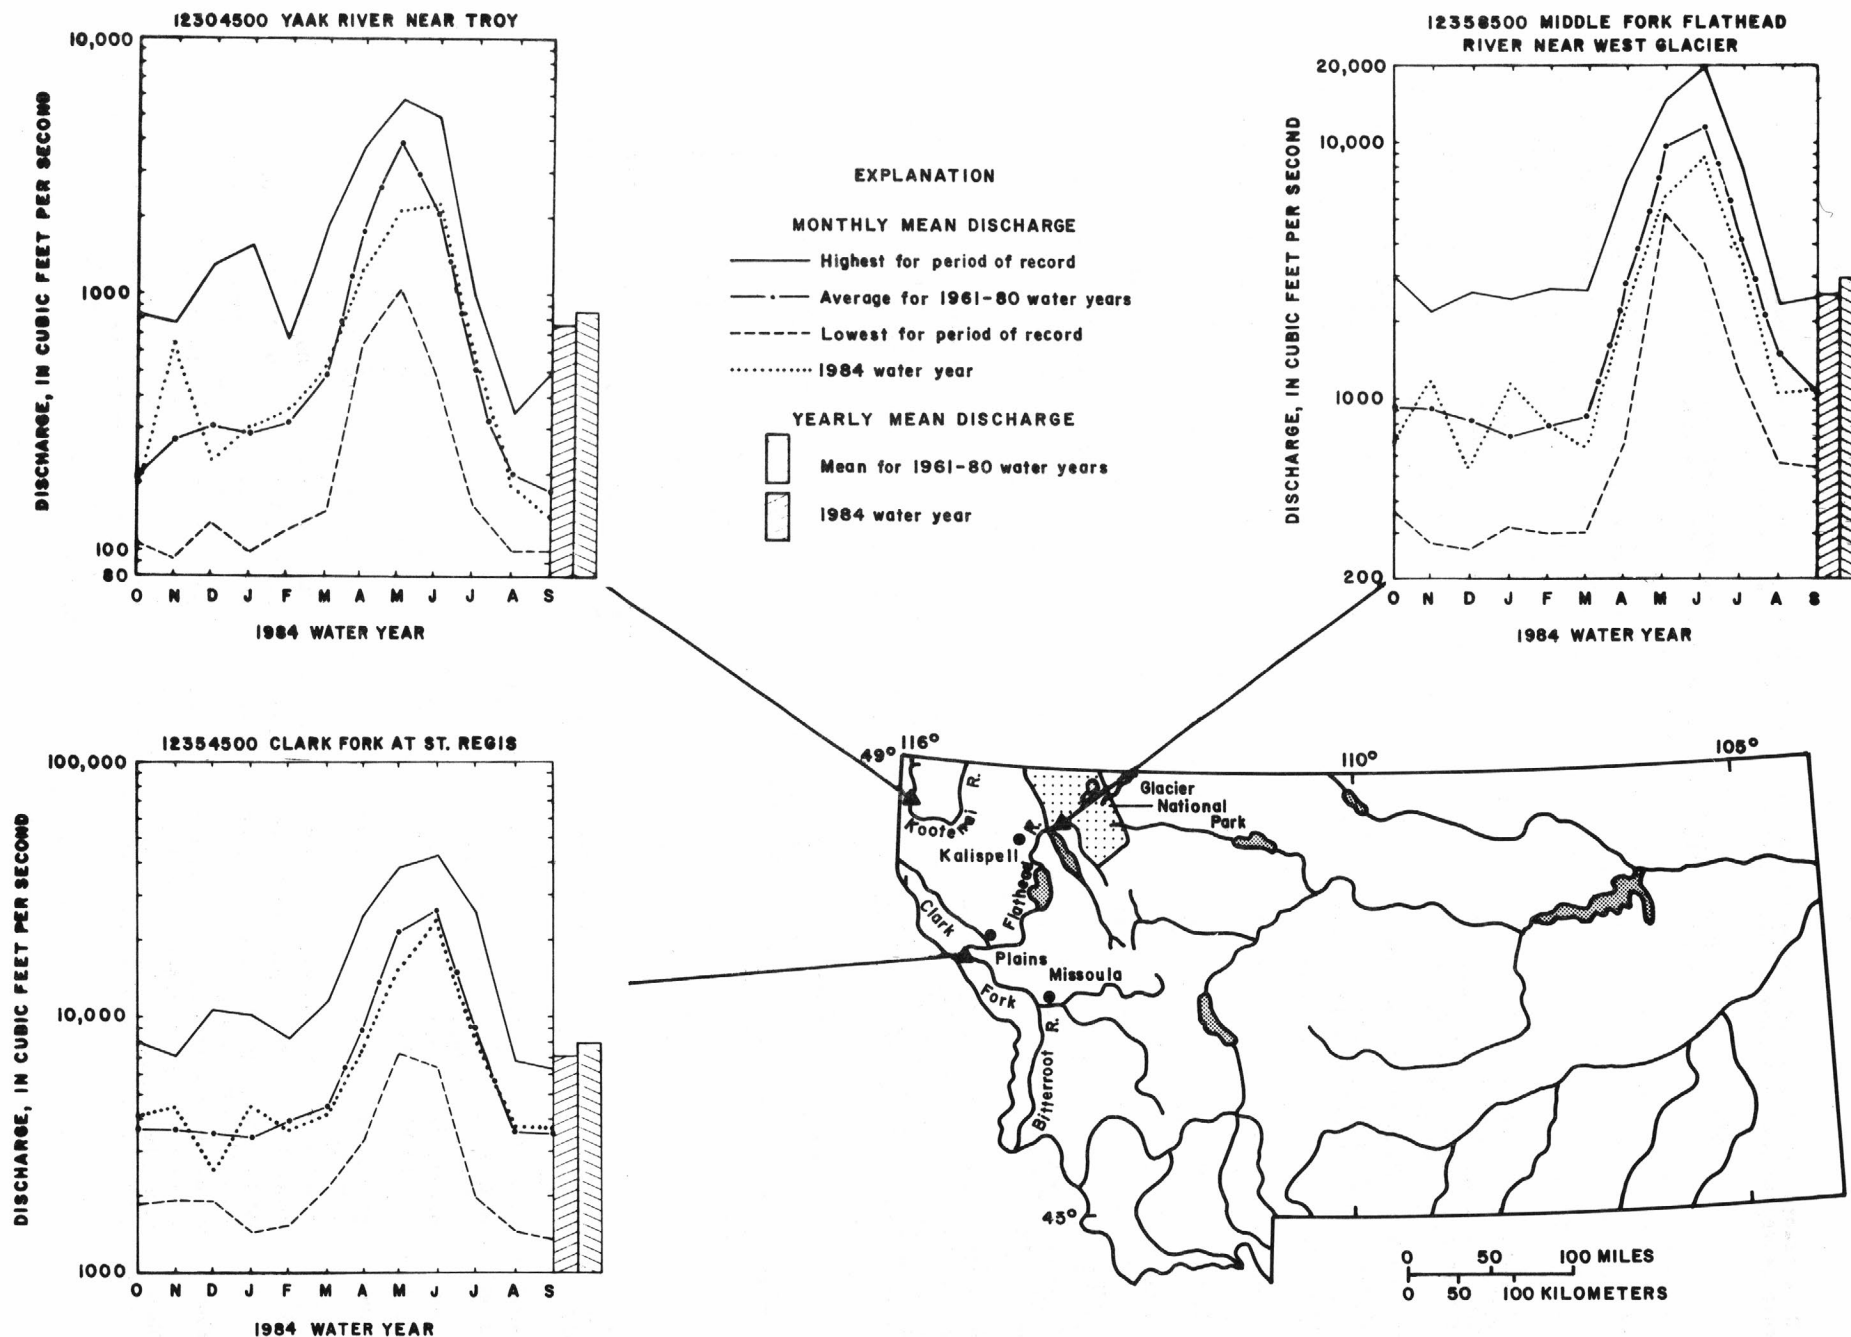 12304500 YAAK RIVER NEAR TROY
10,000
1000
100
80
DISCHARGE, IN CUBIC FEET PER SECOND
O N D J F M A M J J A S
1984 WATER YEAR
EXPLANATION
MONTHLY MEAN DISCHARGE
Highest for period of record
Average for 1961-80 water years
Lowest for period of record
1984 water year
YEARLY MEAN DISCHARGE
Mean for 1961-80 water years
1984 water year
12358500 MIDDLE FORK FLATHEAD
RIVER NEAR WEST GLACIER
20,000
10,000
1000
200
DISCHARGE, IN CUBIC FEET PER SECOND
O N D J F M A M J J A S
1984 WATER YEAR
12354500 CLARK FORK AT ST. REGIS
100,000
10,000
1000
DISCHARGE, IN CUBIC FEET PER SECOND
O N D J F M A M J J A S
1984 WATER YEAR
49° 116°
110°
105°
Kootenai R.
Glacier
National
Park
Kalispell
Flathead R.
Clark
Fork
Plains
Missoula
Bitterroot R.
45°
0 50 100 MILES
0 50 100 KILOMETERS